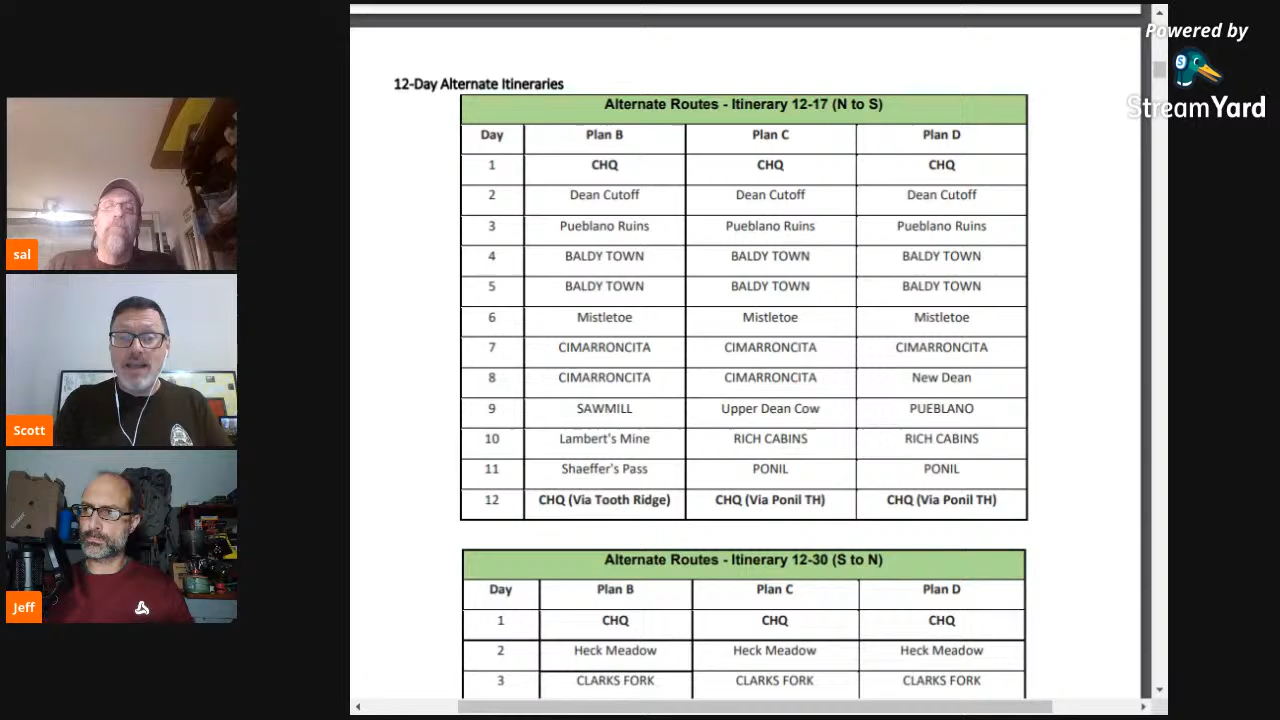 Powered by
StreamYard
sal
Scott
Jeff
12-Day Alternate Itineraries
Alternate Routes - Itinerary 12-17 (N to S)
Day Plan B Plan C Plan D
1 CHQ CHQ CHQ
2 Dean Cutoff Dean Cutoff Dean Cutoff
3 Pueblano Ruins Pueblano Ruins Pueblano Ruins
4 BALDY TOWN BALDY TOWN BALDY TOWN
5 BALDY TOWN BALDY TOWN BALDY TOWN
6 Mistletoe Mistletoe Mistletoe
7 CIMARRONCITA CIMARRONCITA CIMARRONCITA
8 CIMARRONCITA CIMARRONCITA New Dean
9 SAWMILL Upper Dean Cow PUEBLANO
10 Lambert's Mine RICH CABINS RICH CABINS
11 Shaeffer's Pass PONIL PONIL
12 CHQ (Via Tooth Ridge) CHQ (Via Ponil TH) CHQ (Via Ponil TH)
Alternate Routes - Itinerary 12-30 (S to N)
Day Plan B Plan C Plan D
1 CHQ CHQ CHQ
2 Heck Meadow Heck Meadow Heck Meadow
3 CLARKS FORK CLARKS FORK CLARKS FORK